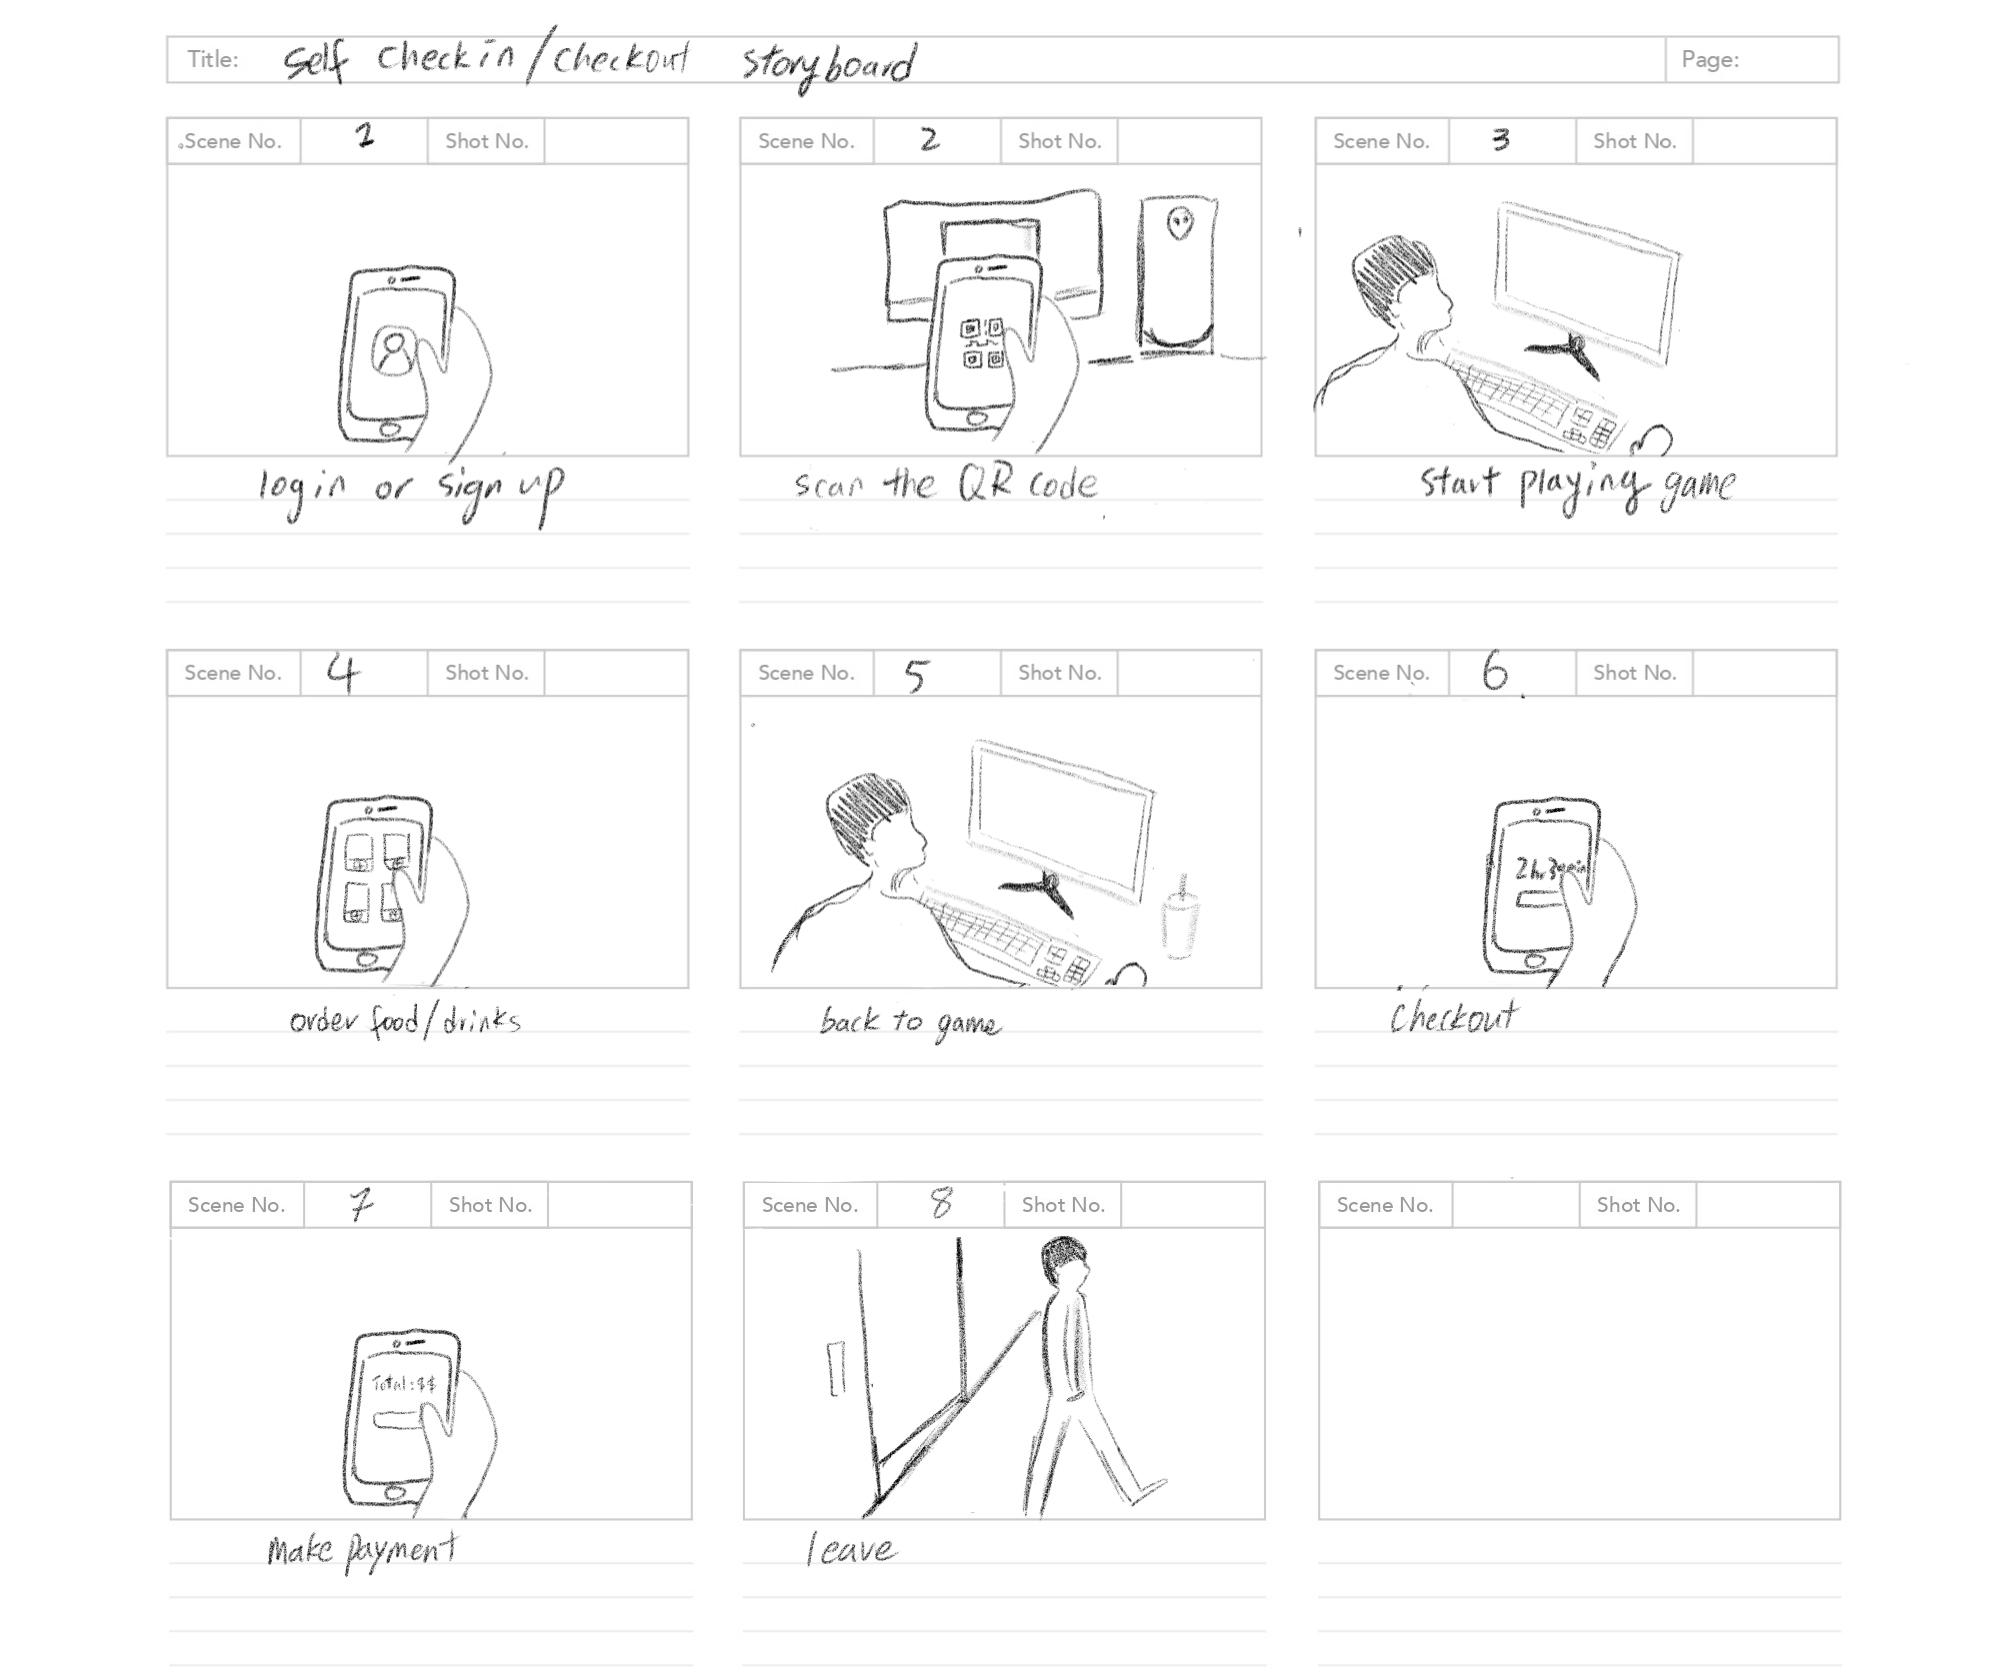 Title: Self Checkin/Checkout Storyboard Page:
Scene No. 1 Shot No.
Scene No. 2 Shot No.
Scene No. 3 Shot No.
login or sign up
scan the QR code
start playing game
Scene No. 4 Shot No.
Scene No. 5 Shot No.
Scene No. 6 Shot No.
2hr
order food/drinks
back to game
Checkout
Scene No. 7 Shot No.
Scene No. 8 Shot No.
Scene No. Shot No.
Total: $$
Make payment
leave